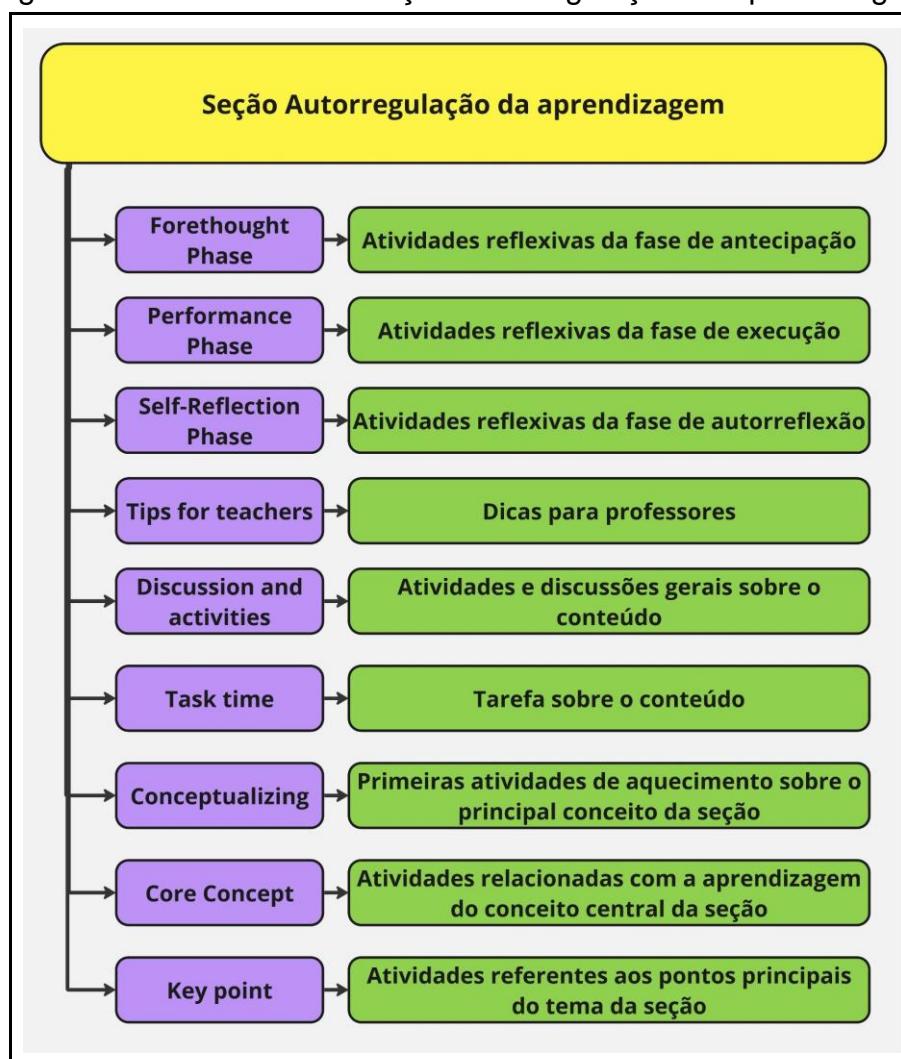 Seção Autorregulação da aprendizagem
Forethought
Phase
Atividades reflexivas da fase de antecipação
Performance
Phase
Atividades reflexivas da fase de execução
Self-Reflection
Phase
Atividades reflexivas da fase de autorreflexão
Tips for teachers
Dicas para professores
Discussion and
activities
Atividades e discussões gerais sobre o
conteúdo
Task time
Tarefa sobre o conteúdo
Conceptualizing
Primeiras atividades de aquecimento sobre o
principal conceito da seção
Core Concept
Atividades relacionadas com a aprendizagem
do conceito central da seção
Key point
Atividades referentes aos pontos principais
do tema da seção